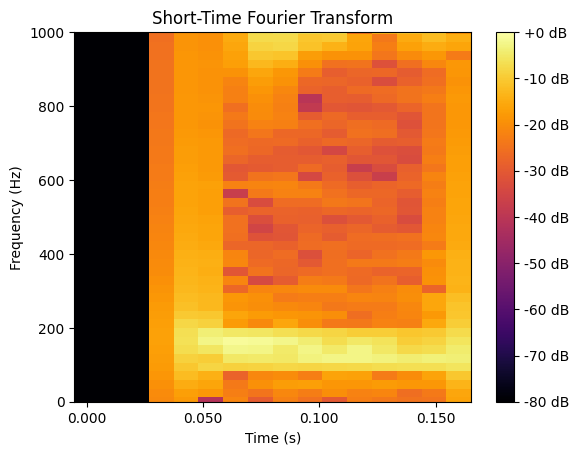 Short-Time Fourier Transform
1000
800
600
400
200
0
Frequency (Hz)
0.000
0.050
0.100
0.150
Time (s)
+0 dB
-10 dB
-20 dB
-30 dB
-40 dB
-50 dB
-60 dB
-70 dB
-80 dB